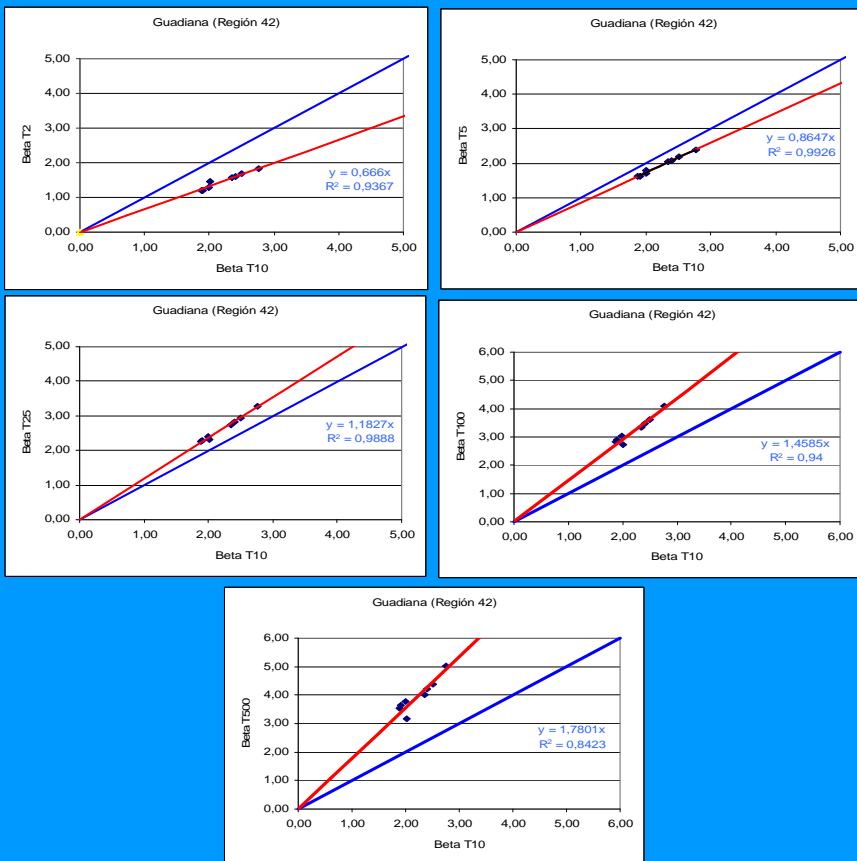 Guadiana (Región 42)
5,00
4,00
3,00
2,00
1,00
0,00
Beta T2
y = 0,666x
R² = 0,9367
0,00 1,00 2,00 3,00 4,00 5,00
Beta T10
Guadiana (Región 42)
5,00
4,00
3,00
2,00
1,00
0,00
Beta T5
y = 0,8647x
R² = 0,9926
0,00 1,00 2,00 3,00 4,00 5,00
Beta T10
Guadiana (Región 42)
5,00
4,00
3,00
2,00
1,00
0,00
Beta T25
y = 1,1827x
R² = 0,9888
0,00 1,00 2,00 3,00 4,00 5,00
Beta T10
Guadiana (Región 42)
6,00
5,00
4,00
3,00
2,00
1,00
0,00
Beta T100
y = 1,4585x
R² = 0,94
0,00 1,00 2,00 3,00 4,00 5,00 6,00
Beta T10
Guadiana (Región 42)
6,00
5,00
4,00
3,00
2,00
1,00
0,00
Beta T500
y = 1,7801x
R² = 0,8423
0,00 1,00 2,00 3,00 4,00 5,00 6,00
Beta T10